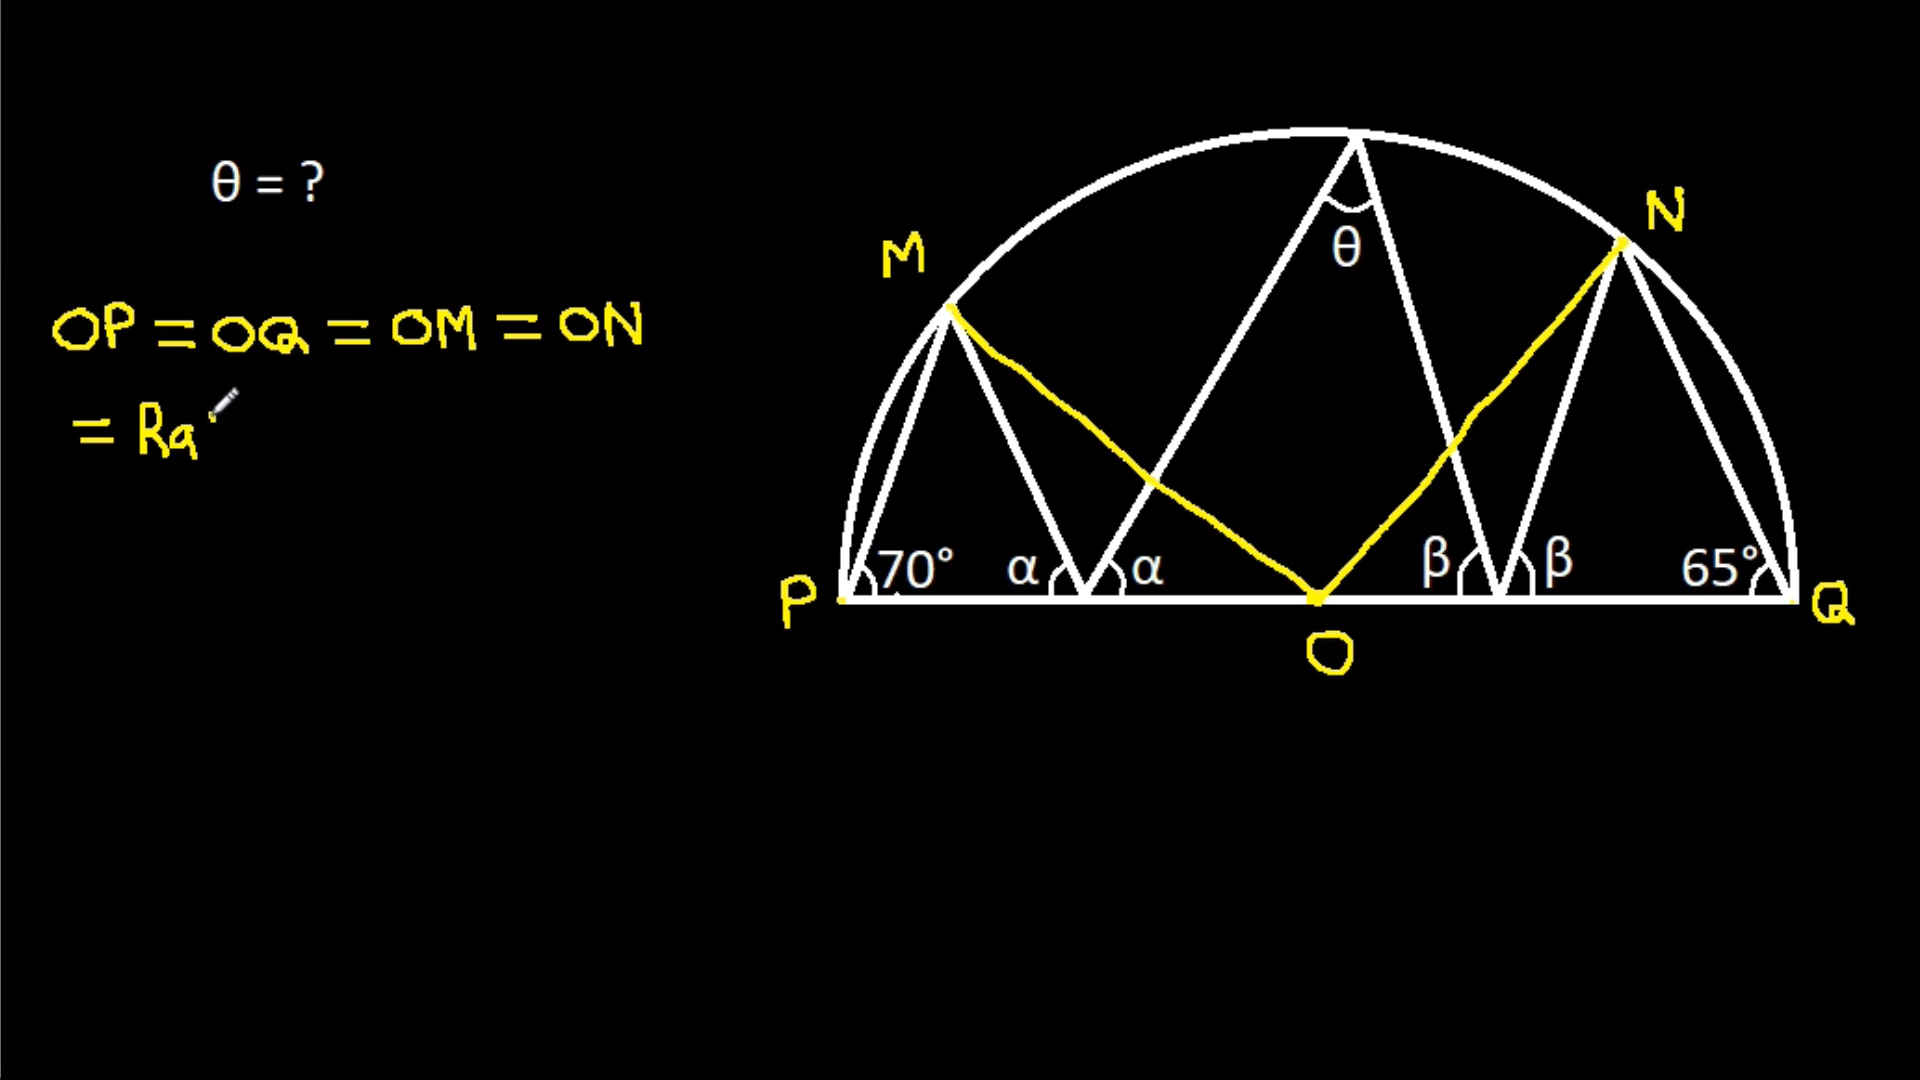 θ = ?
M
N
θ
OP = OQ = OM = ON
= Ra
70°
α
α
β
β
65°
P
Q
O